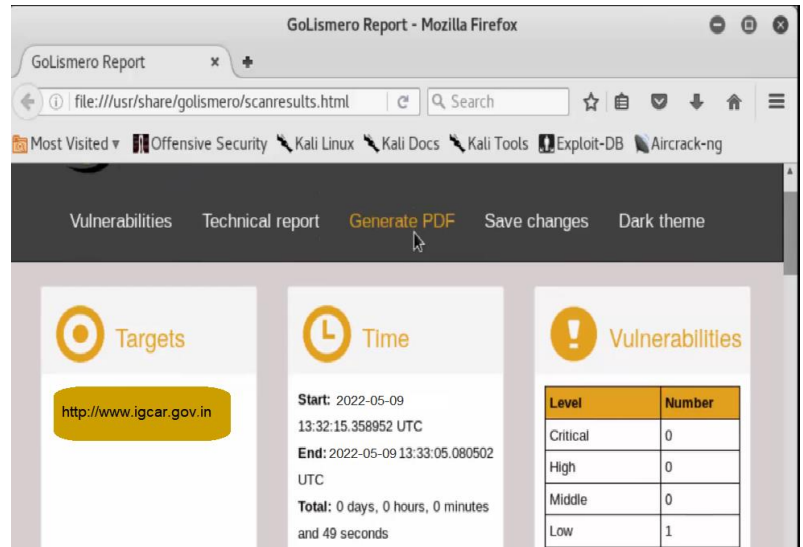 GoLismero Report - Mozilla Firefox
GoLismero Report
file:///usr/share/golismero/scanresults.html
Search
Most Visited
Offensive Security
Kali Linux
Kali Docs
Kali Tools
Exploit-DB
Aircrack-ng
Vulnerabilities
Technical report
Generate PDF
Save changes
Dark theme
Targets
http://www.igcar.gov.in
Time
Start: 2022-05-09
13:32:15.358952 UTC
End: 2022-05-09 13:33:05.080502
UTC
Total: 0 days, 0 hours, 0 minutes
and 49 seconds
Vulnerabilities
Level Number
Critical 0
High 0
Middle 0
Low 1